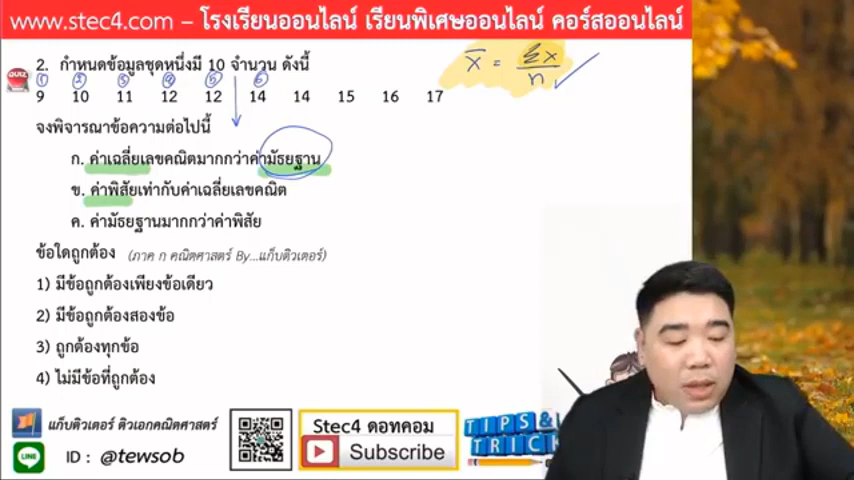 www.stec4.com – โรงเรียนออนไลน์ เรียนพิเศษออนไลน์ คอร์สออนไลน์
QUIZ
2. กำหนดข้อมูลชุดหนึ่งมี 10 จำนวน ดังนี้
x̄ = Σx/n
9 10 11 12 12 14 14 15 16 17
จงพิจารณาข้อความต่อไปนี้
ก. ค่าเฉลี่ยเลขคณิตมากกว่าค่ามัธยฐาน
ข. ค่าพิสัยเท่ากับค่าเฉลี่ยเลขคณิต
ค. ค่ามัธยฐานมากกว่าค่าพิสัย
ข้อใดถูกต้อง (ภาค ก คณิตศาสตร์ By...แก็บติวเตอร์)
1) มีข้อถูกต้องเพียงข้อเดียว
2) มีข้อถูกต้องสองข้อ
3) ถูกต้องทุกข้อ
4) ไม่มีข้อที่ถูกต้อง
แก็บติวเตอร์ ติวเอกคณิตศาสตร์
LINE ID : @tewsob
Stec4 ดอทคอม
Subscribe
TIPS &
TRICK